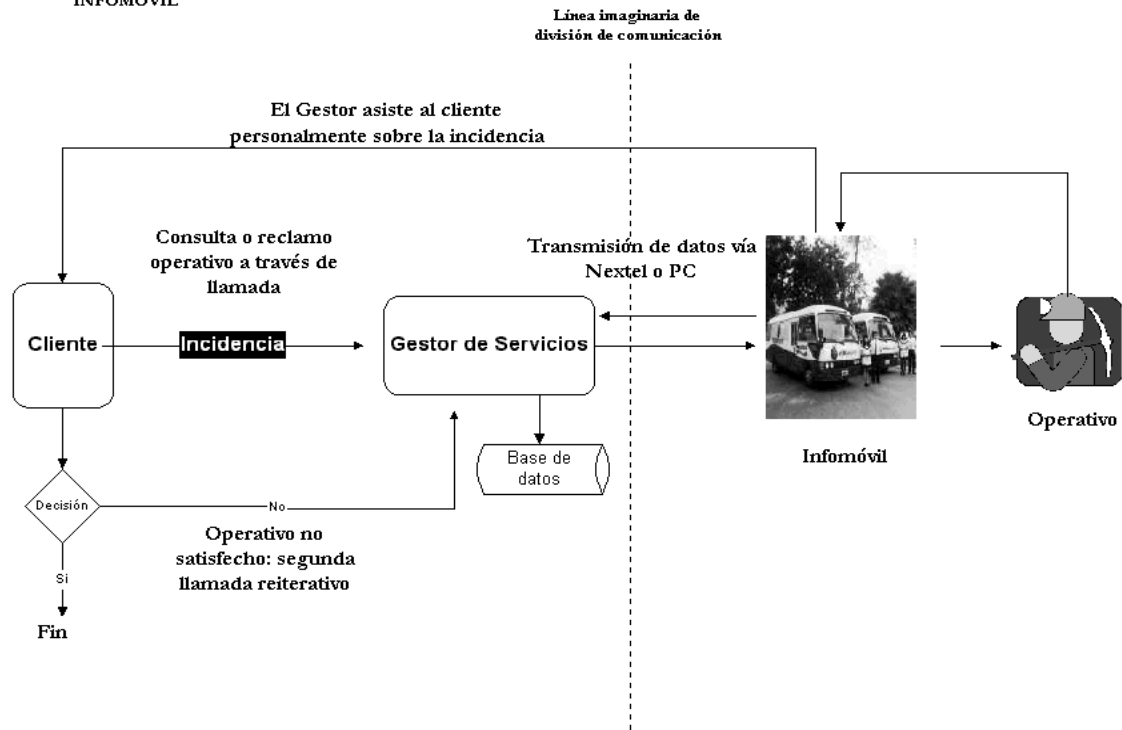 INFOMÓVIL
Línea imaginaria de
división de comunicación
El Gestor asiste al cliente
personalmente sobre la incidencia
Consulta o reclamo
operativo a través de
llamada
Transmisión de datos vía
Nextel o PC
Cliente
Incidencia
Gestor de Servicios
Operativo
Infomóvil
Base de
datos
Decisión
No
Operativo no
satisfecho: segunda
llamada reiterativo
Si
Fin